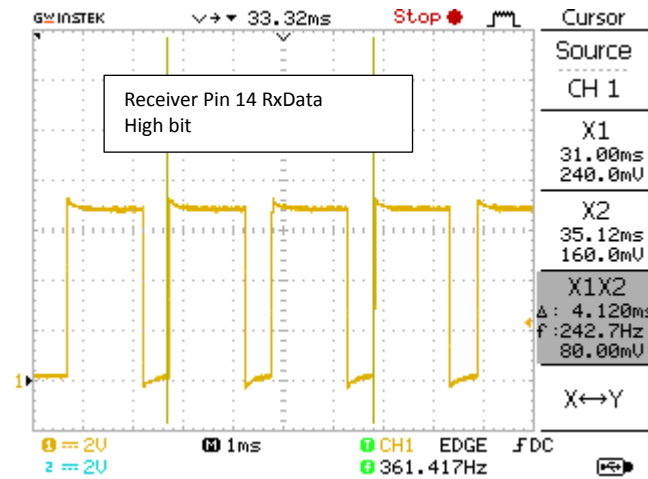 GWINSTEK 33.32ms Stop Cursor
Source
CH 1
Receiver Pin 14 RxData
High bit
X1
31.00ms
240.0mV
X2
35.12ms
160.0mV
X1X2
Δ: 4.120ms
f:242.7Hz
80.00mV
1
X↔Y
1 2V M 1ms CH1 EDGE DC
2 2V 361.417Hz